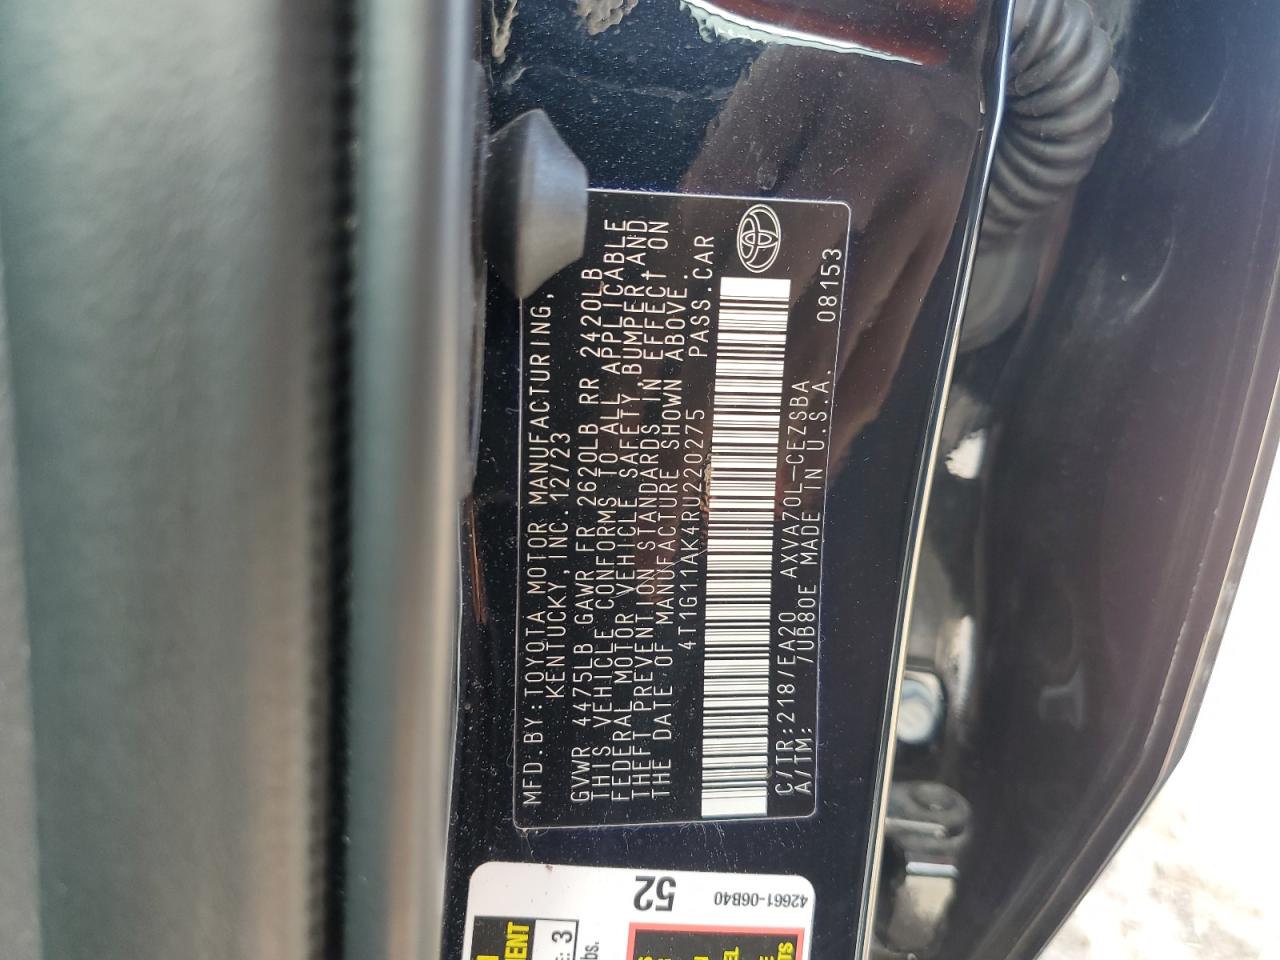 MFD.BY:TOYOTA MOTOR MANUFACTURING,
KENTUCKY,INC.12/23
GVWR 4475LB GAWR FR 2620LB RR 2420LB
THIS VEHICLE CONFORMS TO ALL APPLICABLE
FEDERAL MOTOR VEHICLE SAFETY,BUMPER,AND
THEFT PREVENTION STANDARDS IN EFFECT ON
THE DATE OF MANUFACTURE SHOWN ABOVE.
4T1G11AK4RU220275 PASS.CAR
C/TR:218/EA20 AXVA70L-CEZSBA
A/TM: /UB80E MADE IN U.S.A. 08153
52
42661-06B40
3